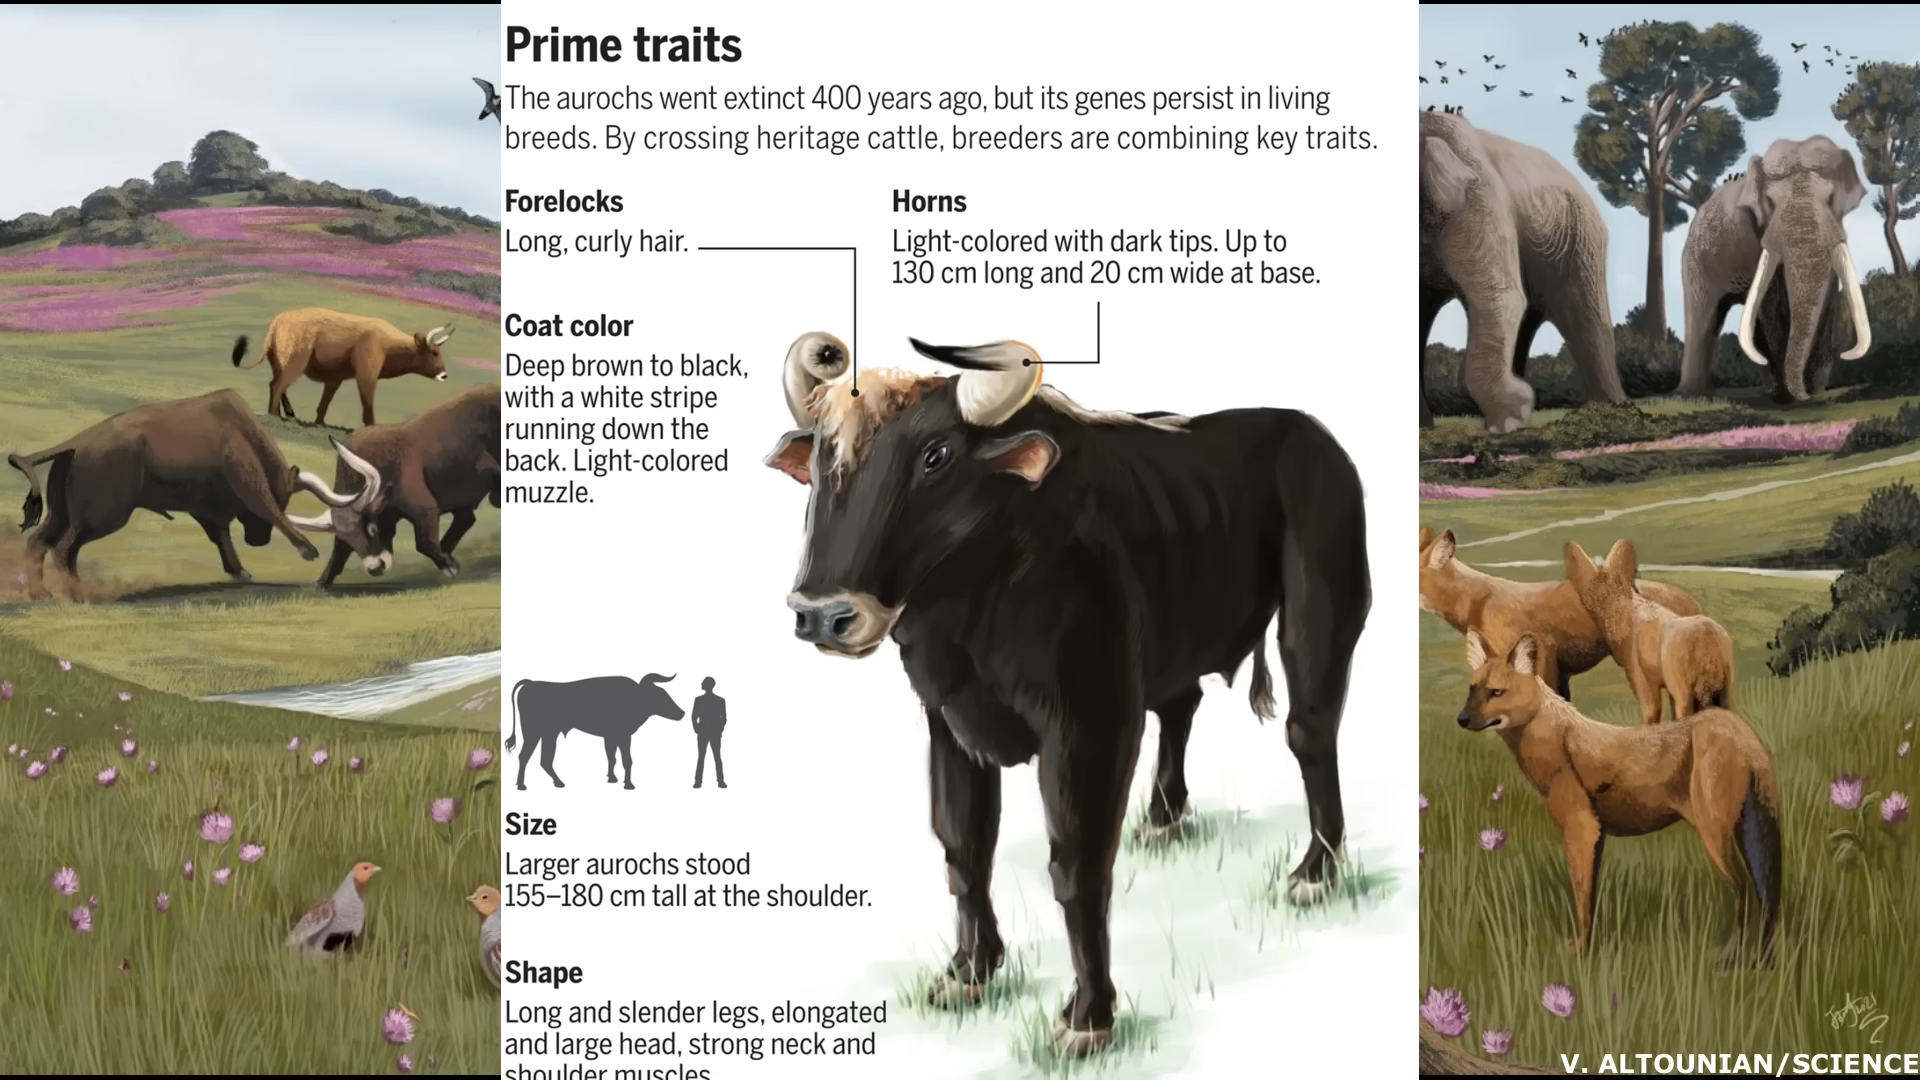 Prime traits
The aurochs went extinct 400 years ago, but its genes persist in living
breeds. By crossing heritage cattle, breeders are combining key traits.
Forelocks
Long, curly hair.
Horns
Light-colored with dark tips. Up to
130 cm long and 20 cm wide at base.
Coat color
Deep brown to black,
with a white stripe
running down the
back. Light-colored
muzzle.
Size
Larger aurochs stood
155–180 cm tall at the shoulder.
Shape
Long and slender legs, elongated
and large head, strong neck and
shoulder muscles
V. ALTOUNIAN/SCIENCE